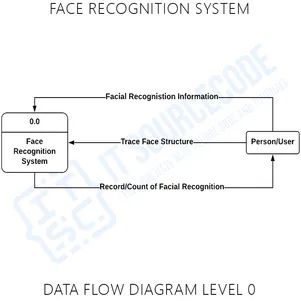 FACE RECOGNITION SYSTEM
Facial Recognistion Information
0.0
Face
Recognition
System
Trace Face Structure
Person/User
Record/Count of Facial Recognition
IT SOURCECODE
DATA FLOW DIAGRAM LEVEL 0